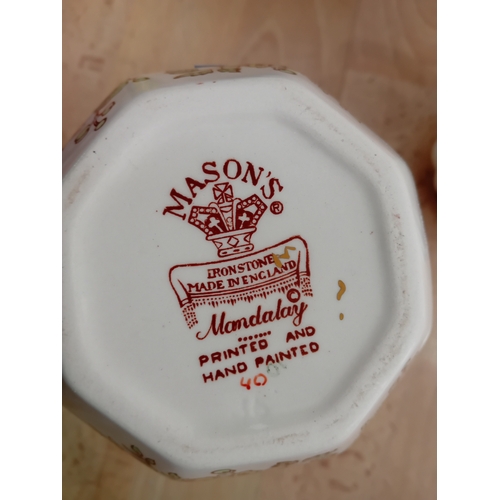 MASON'S®
IRONSTONE
MADE IN ENGLAND
Mandalay ©
PRINTED AND
HAND PAINTED
40